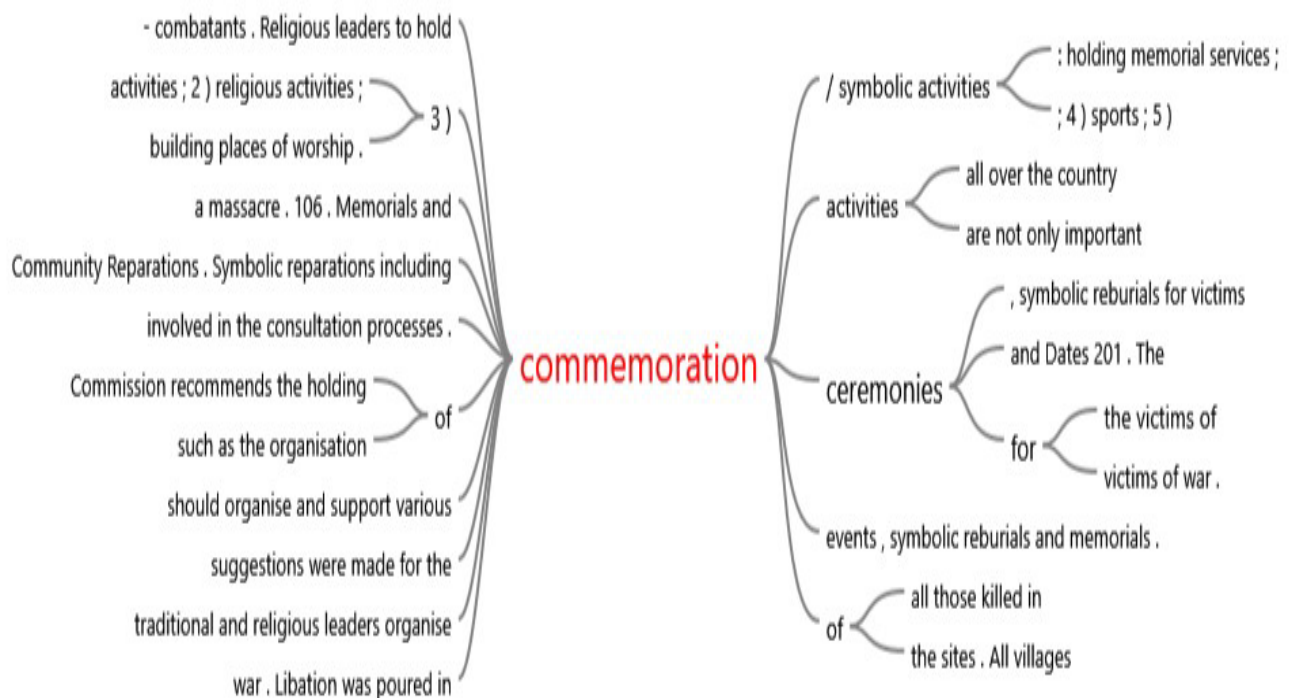 - combatants . Religious leaders to hold
activities ; 2 ) religious activities ;
building places of worship .
3 )
a massacre . 106 . Memorials and
Community Reparations . Symbolic reparations including
involved in the consultation processes .
Commission recommends the holding
such as the organisation
of
should organise and support various
suggestions were made for the
traditional and religious leaders organise
war . Libation was poured in
commemoration
/ symbolic activities
: holding memorial services ;
; 4 ) sports ; 5 )
activities
all over the country
are not only important
ceremonies
, symbolic reburials for victims
and Dates 201 . The
for
the victims of
victims of war .
events , symbolic reburials and memorials .
of
all those killed in
the sites . All villages